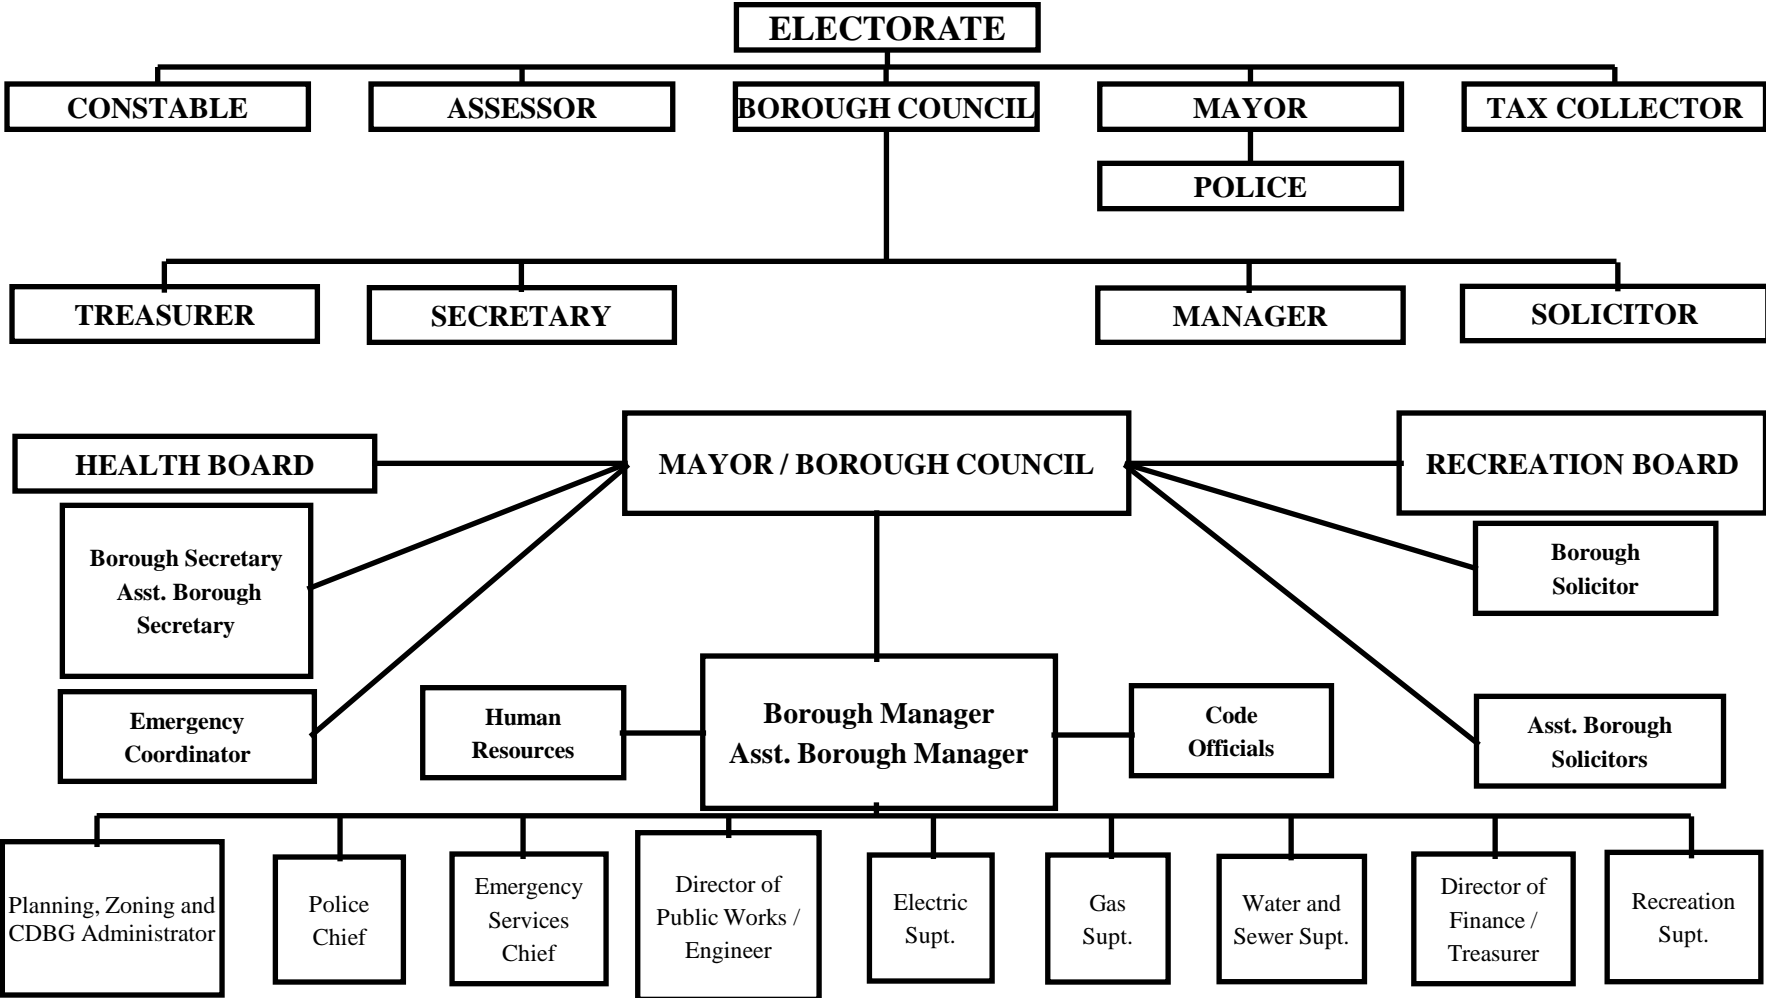 ELECTORATE
CONSTABLE
ASSESSOR
BOROUGH COUNCIL
MAYOR
TAX COLLECTOR
POLICE
TREASURER
SECRETARY
MANAGER
SOLICITOR
HEALTH BOARD
MAYOR / BOROUGH COUNCIL
RECREATION BOARD
Borough Secretary
Asst. Borough
Secretary
Borough
Solicitor
Emergency
Coordinator
Human
Resources
Borough Manager
Asst. Borough Manager
Code
Officials
Asst. Borough
Solicitors
Planning, Zoning and
CDBG Administrator
Police
Chief
Emergency
Services
Chief
Director of
Public Works /
Engineer
Electric
Supt.
Gas
Supt.
Water and
Sewer Supt.
Director of
Finance /
Treasurer
Recreation
Supt.